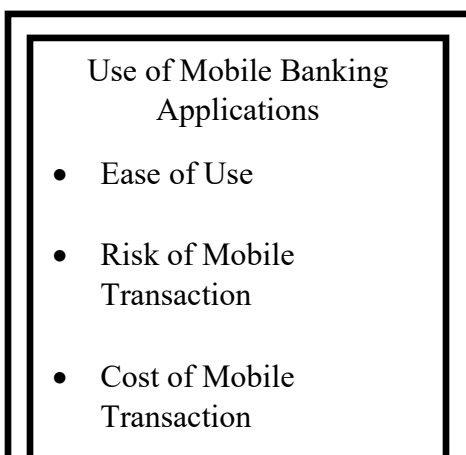 Use of Mobile Banking
Applications
• Ease of Use
• Risk of Mobile
Transaction
• Cost of Mobile
Transaction